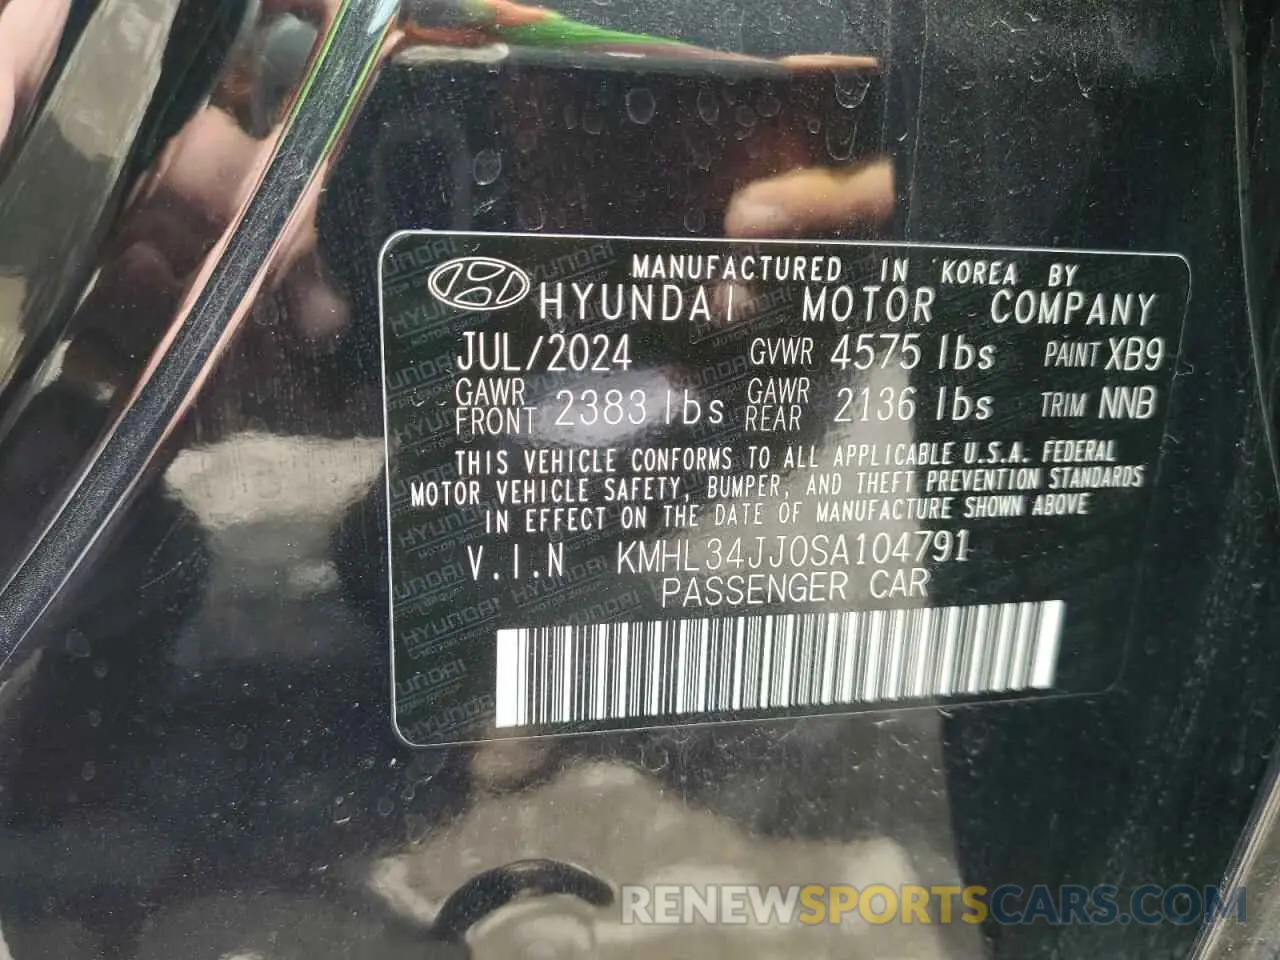 MANUFACTURED IN KOREA BY
HYUNDAI MOTOR COMPANY
JUL/2024 GVWR 4575 lbs PAINT XB9
GAWR FRONT 2383 lbs GAWR REAR 2136 lbs TRIM NNB
THIS VEHICLE CONFORMS TO ALL APPLICABLE U.S.A. FEDERAL
MOTOR VEHICLE SAFETY, BUMPER, AND THEFT PREVENTION STANDARDS
IN EFFECT ON THE DATE OF MANUFACTURE SHOWN ABOVE
V.I.N KMHL34JJ0SA104791
PASSENGER CAR
RENEWSPORTSCARS.COM